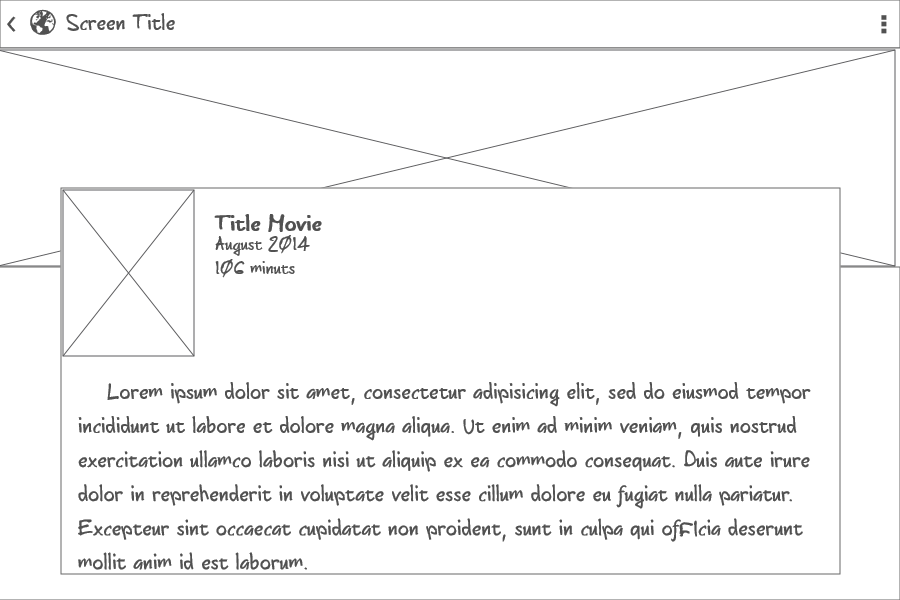 Screen Title
Title Movie
August 2014
106 minuts
Lorem ipsum dolor sit amet, consectetur adipisicing elit, sed do eiusmod tempor
incididunt ut labore et dolore magna aliqua. Ut enim ad minim veniam, quis nostrud
exercitation ullamco laboris nisi ut aliquip ex ea commodo consequat. Duis aute irure
dolor in reprehenderit in voluptate velit esse cillum dolore eu fugiat nulla pariatur.
Excepteur sint occaecat cupidatat non proident, sunt in culpa qui officia deserunt
mollit anim id est laborum.